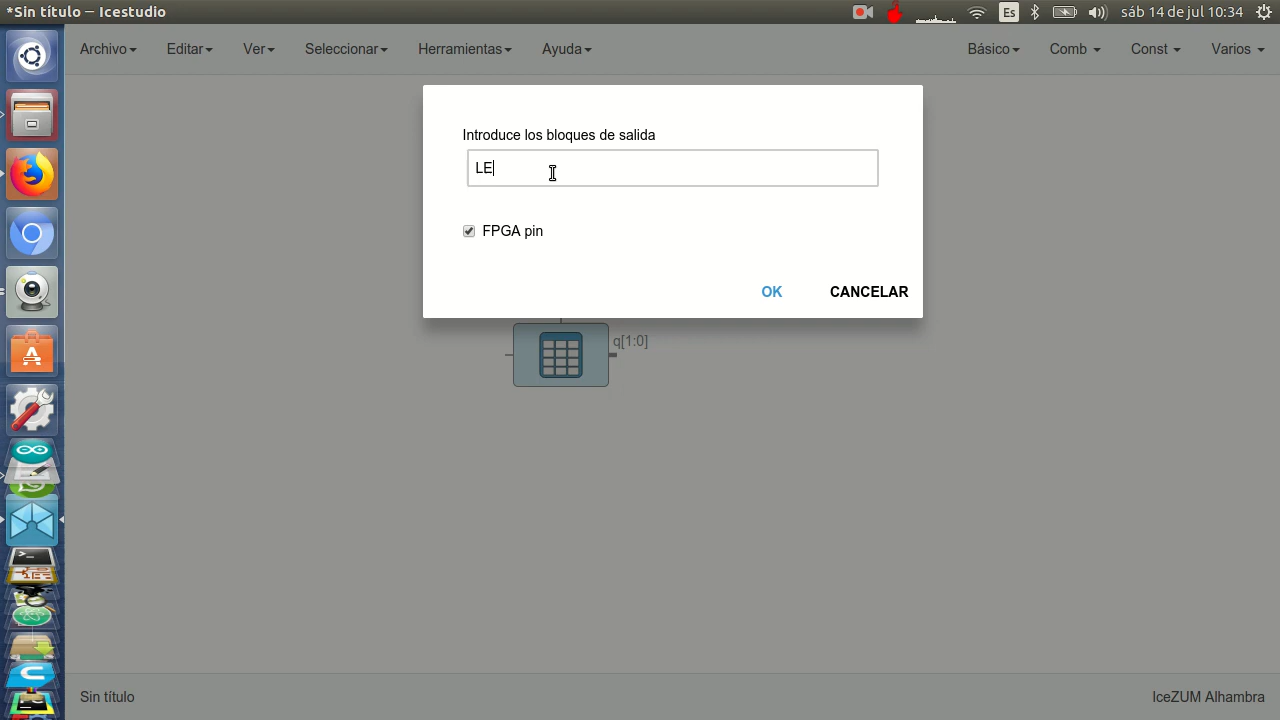 *Sin título — Icestudio
Es
sáb 14 de jul 10:34
Archivo
Editar
Ver
Seleccionar
Herramientas
Ayuda
Básico
Comb
Const
Varios
Introduce los bloques de salida
LE
FPGA pin
OK
CANCELAR
q[1:0]
Sin título
IceZUM Alhambra